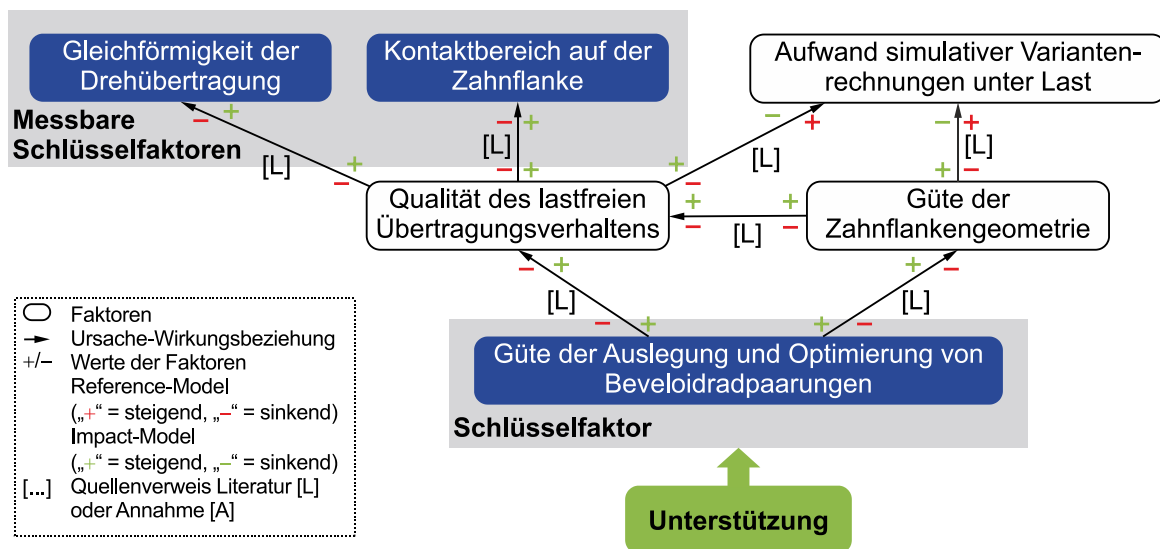 Gleichförmigkeit der
Drehübertragung
Kontaktbereich auf der
Zahnflanke
Aufwand simulativer Varianten-
rechnungen unter Last
Messbare
Schlüsselfaktoren
– +
– +
– +
– +
[L]
[L]
[L]
[L]
– +
– +
+ –
+ –
Qualität des lastfreien
Übertragungsverhaltens
Güte der
Zahnflankengeometrie
+ –
+ –
[L]
– +
+ –
[L]
[L]
– +
+ –
Güte der Auslegung und Optimierung von
Beveloidradpaarungen
Schlüsselfaktor
Unterstützung
Faktoren
Ursache-Wirkungsbeziehung
+/– Werte der Faktoren
Reference-Model
(„+“ = steigend, „–“ = sinkend)
Impact-Model
(„+“ = steigend, „–“ = sinkend)
[...] Quellenverweis Literatur [L]
oder Annahme [A]